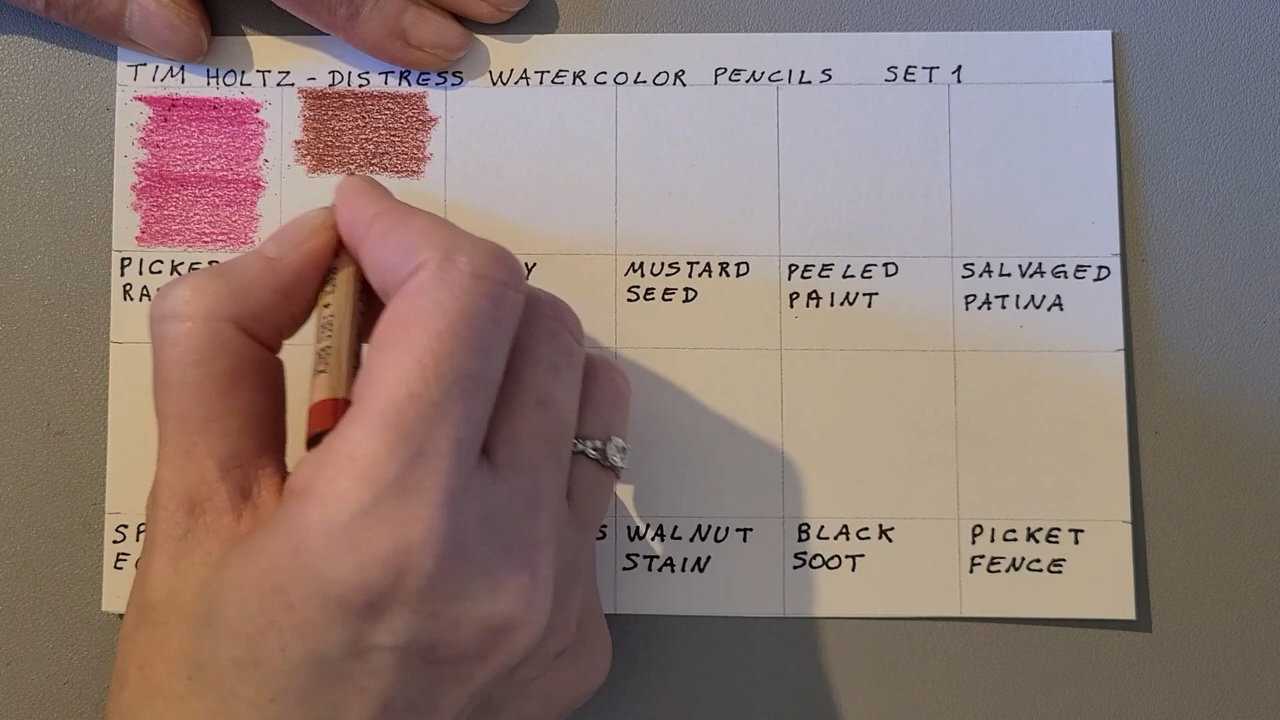 TIM HOLTZ - DISTRESS WATERCOLOR PENCILS SET 1
MUSTARD
SEED
PEELED
PAINT
SALVAGED
PATINA
WALNUT
STAIN
BLACK
SOOT
PICKET
FENCE